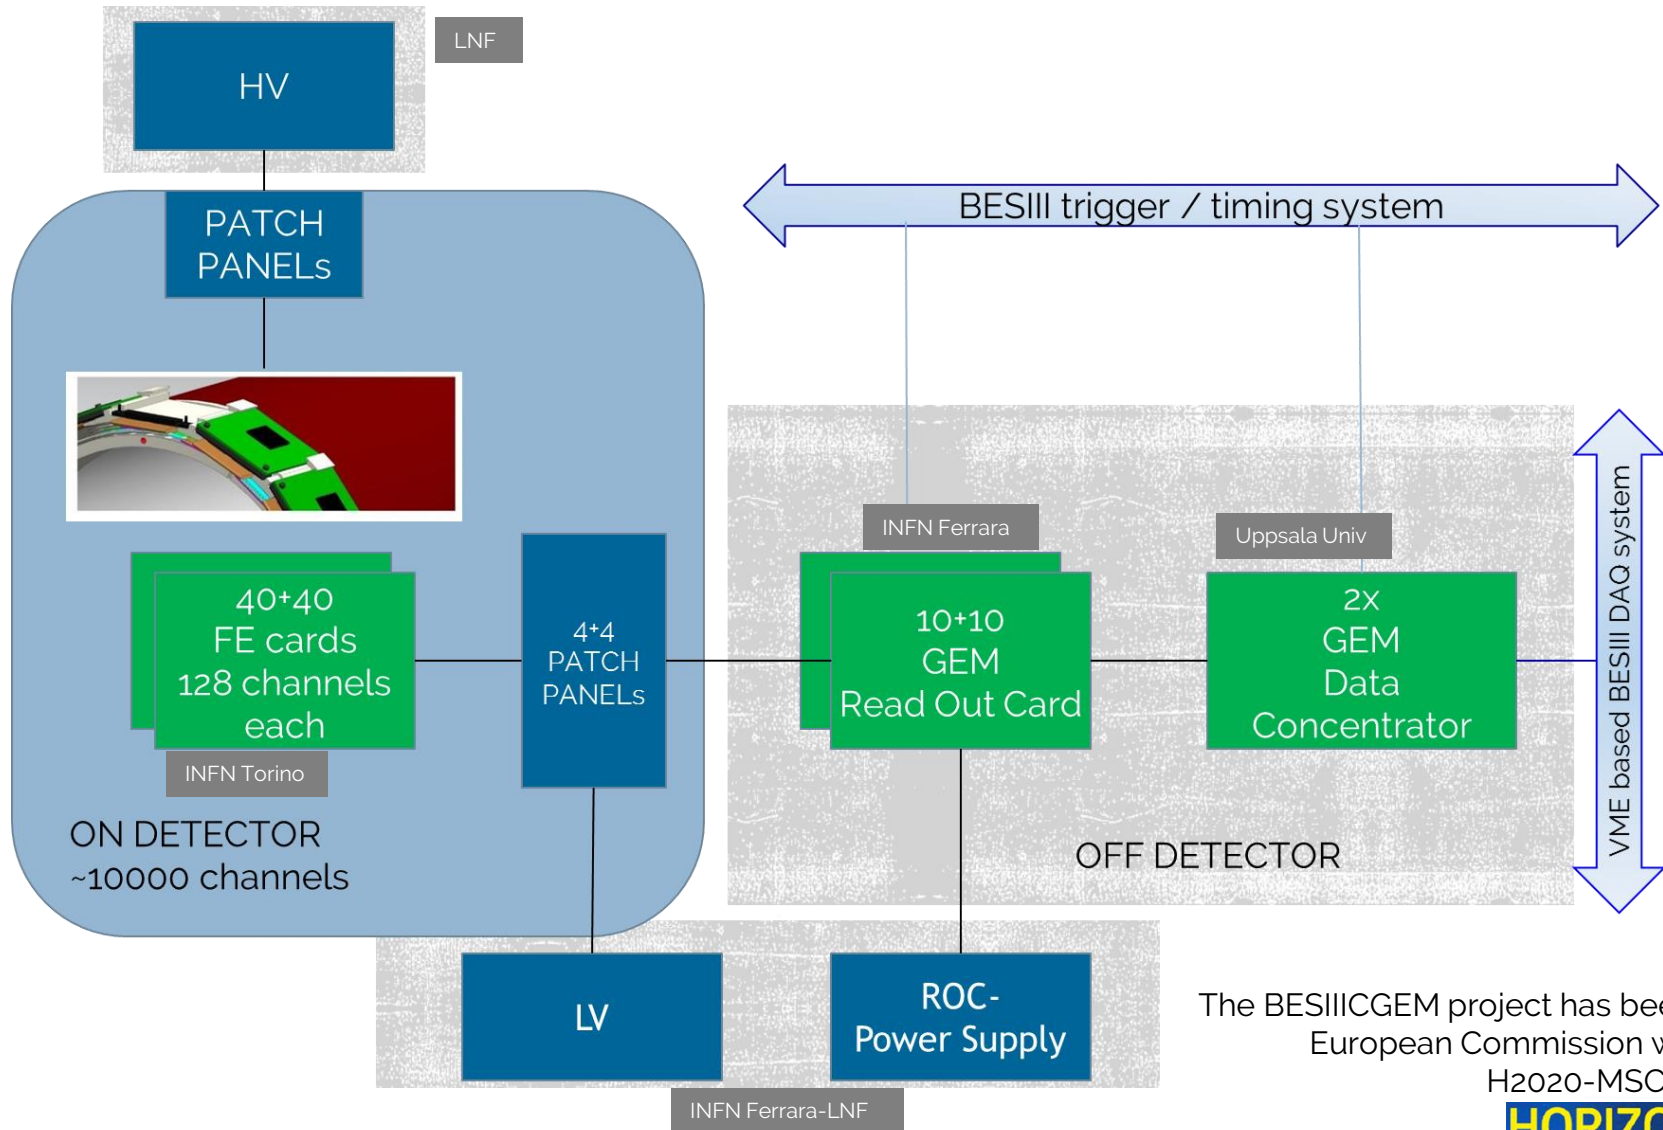 LNF
HV
PATCH
PANELs
BESIII trigger / timing system
INFN Ferrara
Uppsala Univ
40+40
FE cards
128 channels
each
4+4
PATCH
PANELs
10+10
GEM
Read Out Card
2x
GEM
Data
Concentrator
VME based BESIII DAQ system
INFN Torino
ON DETECTOR
~10000 channels
OFF DETECTOR
LV
ROC-
Power Supply
INFN Ferrara-LNF
The BESIIICGEM project has
European Commission